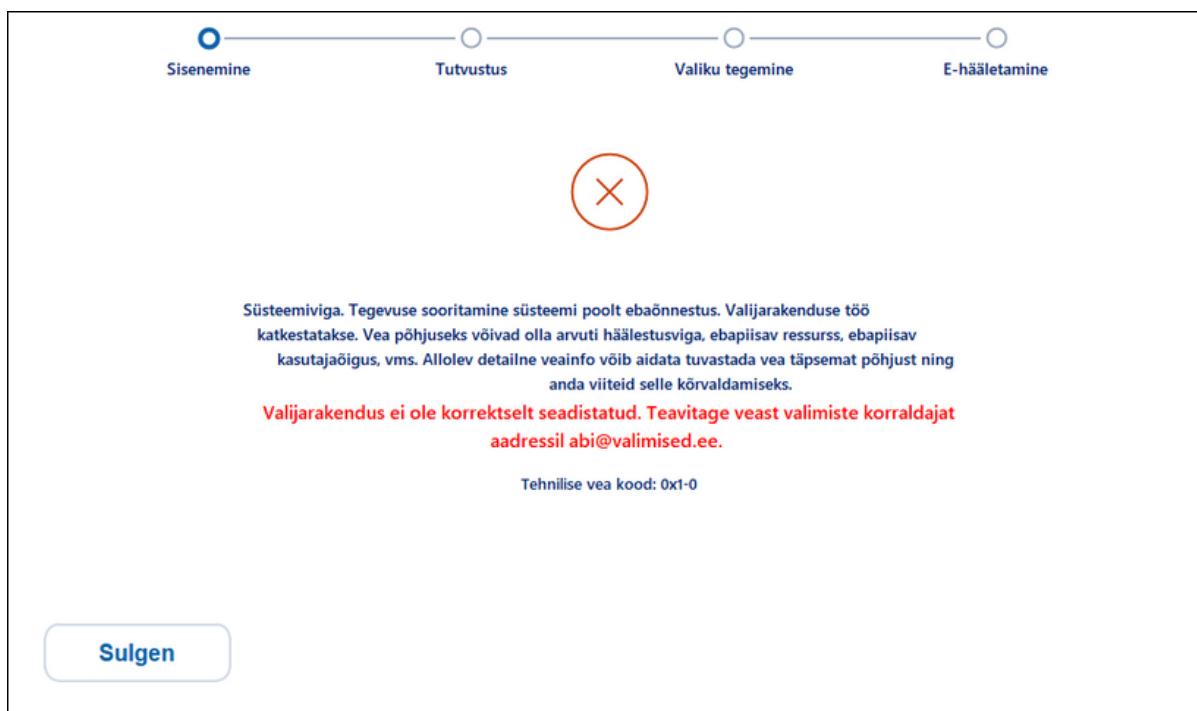 Sisenemine
Tutvustus
Valiku tegemine
E-hääletamine
Süsteemiviga. Tegevuse sooritamine süsteemi poolt ebaõnnestus. Valijarakenduse töö
katkestatakse. Vea põhjuseks võivad olla arvuti häälestusviga, ebapiisav ressurss, ebapiisav
kasutajaõigus, vms. Allolev detailne veainfo võib aidata tuvastada vea täpsemat põhjust ning
anda viiteid selle kõrvaldamiseks.
Valijarakendus ei ole korrektselt seadistatud. Teavitage veast valimiste korraldajat
aadressil abi@valimised.ee.
Tehnilise vea kood: 0x1-0
Sulgen